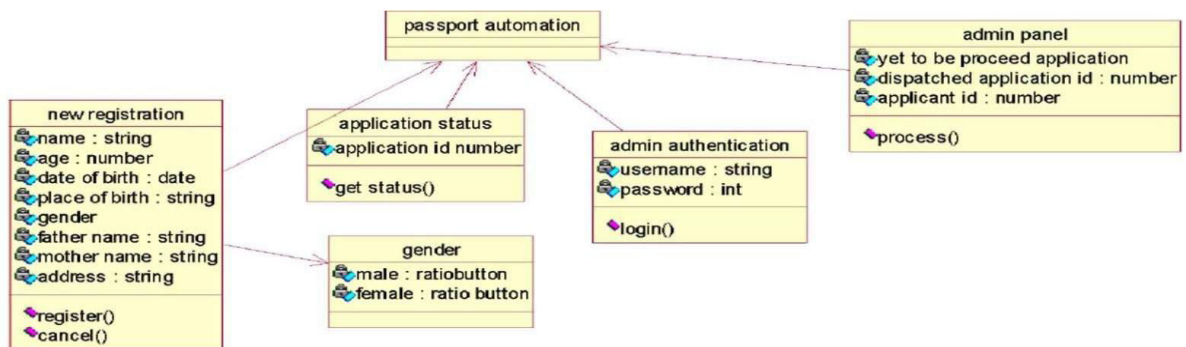 passport automation
admin panel
yet to be proceed application
dispatched application id : number
applicant id : number
process()
new registration
name : string
age : number
date of birth : date
place of birth : string
gender
father name : string
mother name : string
address : string
register()
cancel()
application status
application id number
get status()
admin authentication
username : string
password : int
login()
gender
male : ratiobutton
female : ratio button